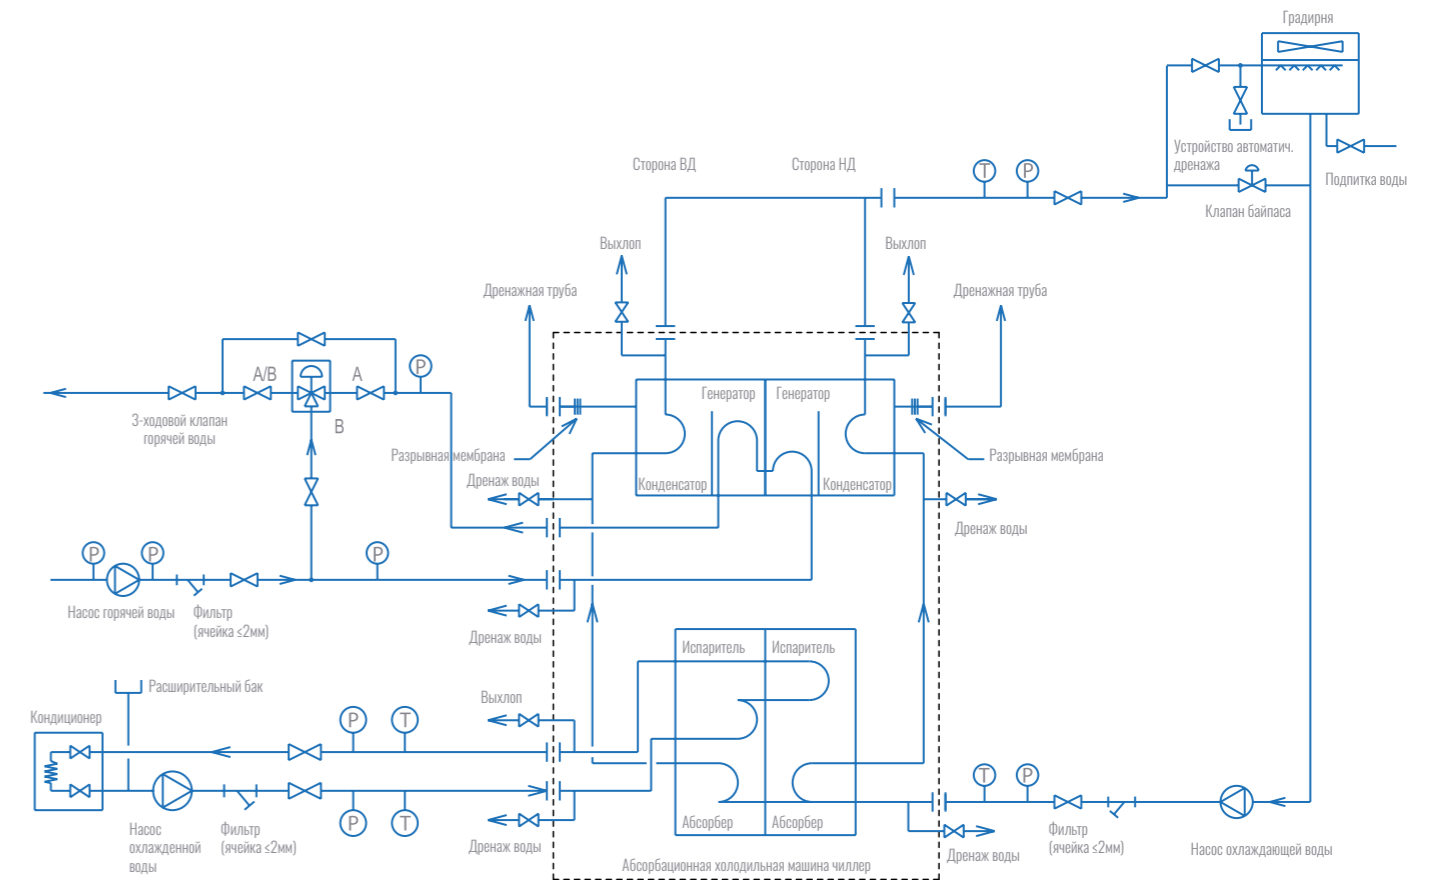 Градирня
Устройство автоматич.
дренажа
Подпитка воды
Клапан байпаса
Сторона ВД
Сторона НД
T
P
Выхлоп
Выхлоп
Дренажная труба
Дренажная труба
P
A/B
A
B
3-ходовой клапан
горячей воды
Генератор
Генератор
Разрывная мембрана
Разрывная мембрана
Конденсатор
Конденсатор
Дренаж воды
Дренаж воды
P
P
P
Насос горячей воды
Фильтр
(ячейка ≤2мм)
Дренаж воды
Испаритель
Испаритель
Расширительный бак
Выхлоп
Кондиционер
P
T
T
P
P
T
Насос
охлажденной
воды
Фильтр
(ячейка ≤2мм)
Дренаж воды
Абсорбер
Абсорбер
Фильтр
(ячейка ≤2мм)
Дренаж воды
Насос охлаждающей воды
Абсорбационная холодильная машина чиллер